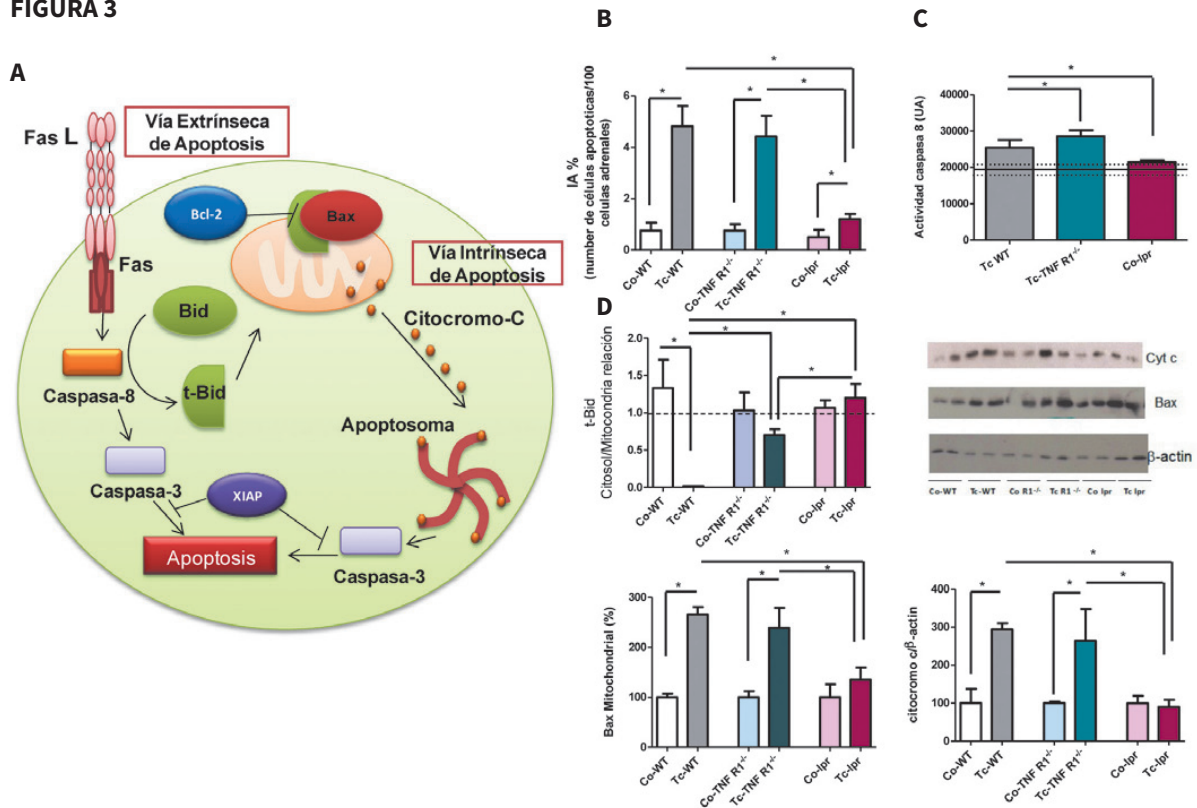 FIGURA 3
A
Vía Extrínseca
de Apoptosis
Fas L
Bcl-2
Bax
Vía Intrínseca
de Apoptosis
Fas
Bid
Citocromo-C
Caspasa-8
t-Bid
Apoptosoma
Caspasa-3
XIAP
Apoptosis
Caspasa-3
B
IA %
(number de células apoptoticas/100
celulas adrenales)
6
4
2
0
*
*
*
*
*
Co-WT
Tc-WT
Co-TNF R1-/-
Tc-TNF R1-/-
Co-lpr
Tc-lpr
C
Actividad caspasa 8 (UA)
40000
30000
20000
10000
0
*
*
Tc WT
Tc-TNF R1-/-
Co-lpr
D
t-Bid
Citosol/Mitocondria relación
2.0
1.5
1.0
0.5
0.0
*
*
*
*
Co-WT
Tc-WT
Co-TNF R1-/-
Tc-TNF R1-/-
Co-lpr
Tc-lpr
Cyt c
Bax
β-actin
Co-WT Tc-WT Co R1-/- Tc R1-/- Co lpr Tc lpr
Bax Mitochondrial (%)
300
200
100
0
*
*
*
*
Co-WT
Tc-WT
Co-TNF R1-/-
Tc-TNF R1-/-
Co-lpr
Tc-lpr
citocromo c/β-actin
400
300
200
100
0
*
*
*
*
Co-WT
Tc-WT
Co-TNF R1-/-
Tc-TNF R1-/-
Co-lpr
Tc-lpr